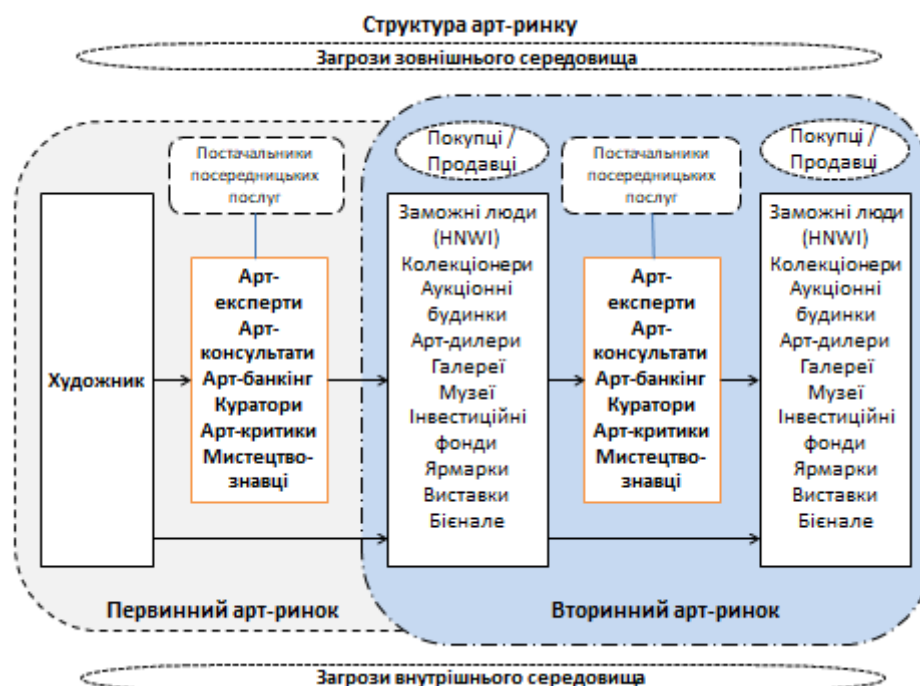 Структура арт-ринку
Загрози зовнішнього середовища
Постачальники
посередницьких
послуг
Покупці /
Продавці
Постачальники
посередницьких
послуг
Покупці /
Продавці
Художник
Арт-
експерти
Арт-
консультати
Арт-банкінг
Куратори
Арт-критики
Мистецтво-
знавці
Заможні люди
(HNWI)
Колекціонери
Аукціонні
будинки
Арт-дилери
Галереї
Музеї
Інвестиційні
фонди
Ярмарки
Виставки
Бієнале
Арт-
експерти
Арт-
консультати
Арт-банкінг
Куратори
Арт-критики
Мистецтво-
знавці
Заможні люди
(HNWI)
Колекціонери
Аукціонні
будинки
Арт-дилери
Галереї
Музеї
Інвестиційні
фонди
Ярмарки
Виставки
Бієнале
Первинний арт-ринок
Вторинний арт-ринок
Загрози внутрішнього середовища